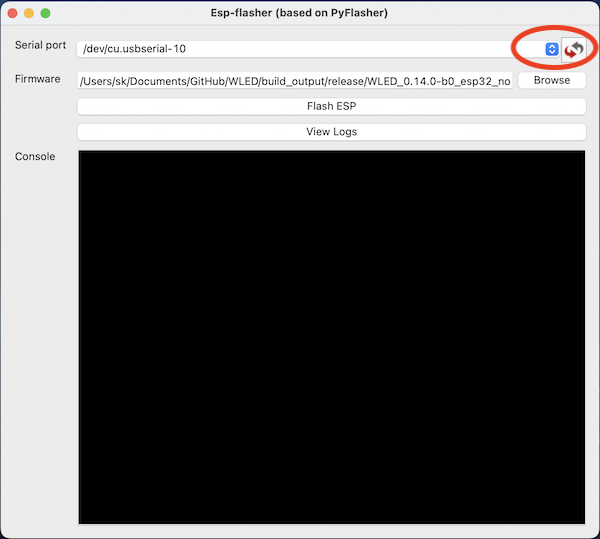 Esp-flasher (based on PyFlasher)
Serial port
/dev/cu.usbserial-10
Firmware
/Users/sk/Documents/GitHub/WLED/build_output/release/WLED_0.14.0-b0_esp32_no
Browse
Flash ESP
View Logs
Console